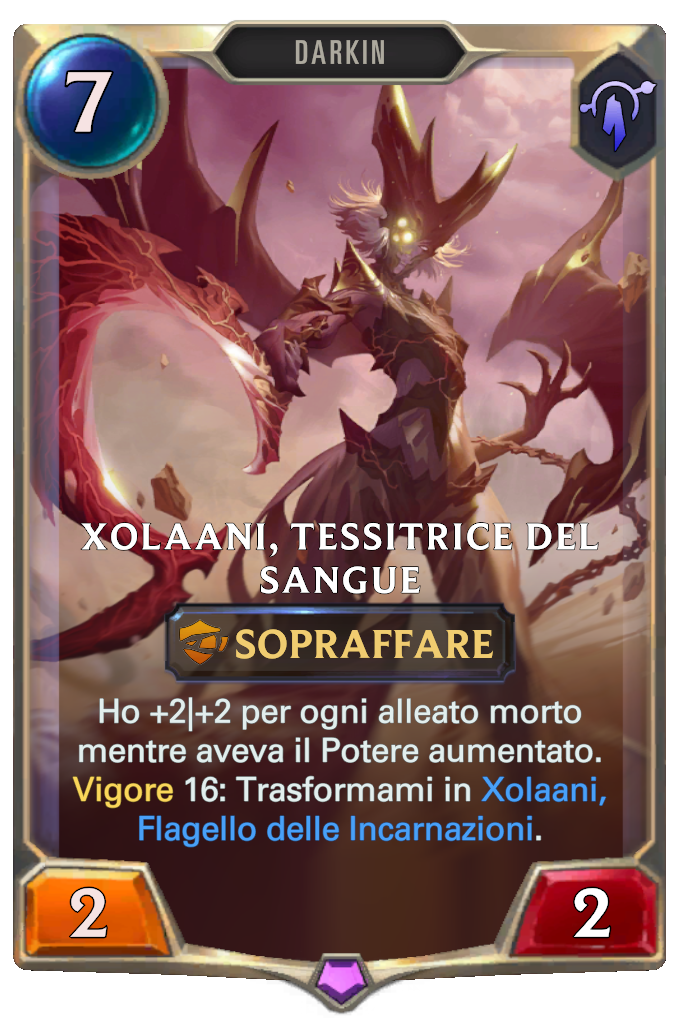 DARKIN
7
XOLAANI, TESSITRICE DEL
SANGUE
SOPRAFFARE
Ho +2|+2 per ogni alleato morto
mentre aveva il Potere aumentato.
Vigore 16: Trasformami in Xolaani,
Flagello delle Incarnazioni.
2
2